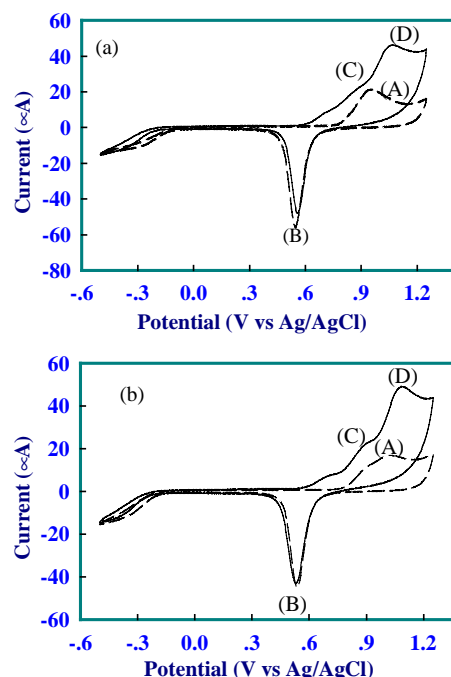 60
(a)
(D)
40
(C)
20
(A)
0
-20
-40
-60
(B)
-80
-.6 -.3 0.0 .3 .6 .9 1.2
Current (∝A)
Potential (V vs Ag/AgCl)
60
(b)
(D)
40
(C)
20
(A)
0
-20
-40
(B)
-60
-.6 -.3 0.0 .3 .6 .9 1.2
Current (∝A)
Potential (V vs Ag/AgCl)